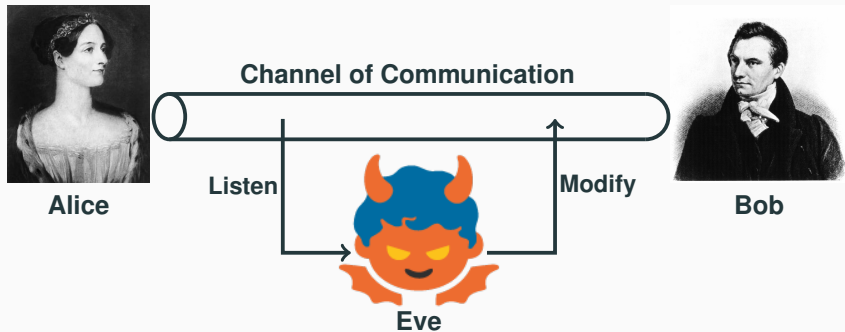 Channel of Communication
Listen
Modify
Alice
Bob
Eve